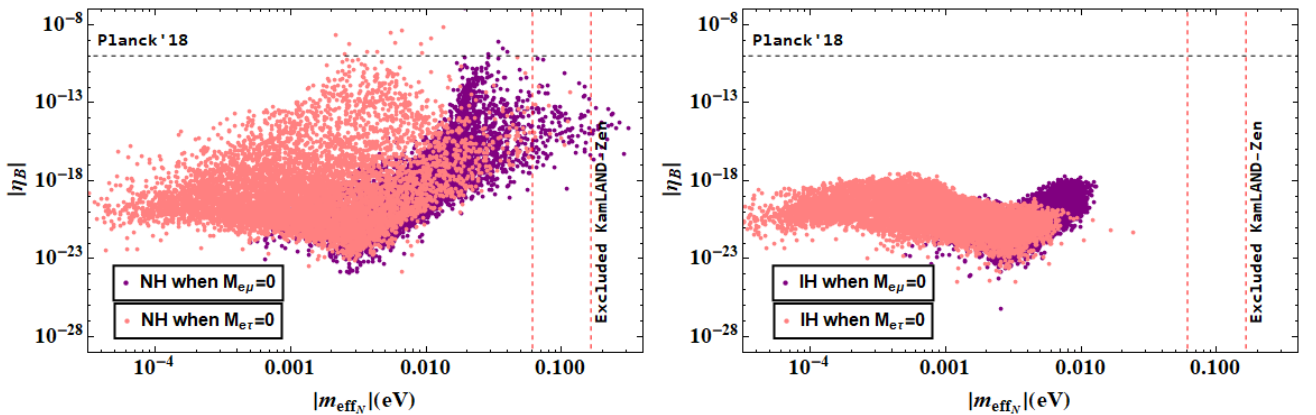 10⁻⁸
Planck'18
10⁻¹³
10⁻¹⁸
10⁻²³
10⁻²⁸
|η_B|
NH when M_eμ=0
NH when M_eτ=0
Excluded KamLAND-Zen
10⁻⁴ 0.001 0.010 0.100
|m_eff_N|(eV)
10⁻⁸
Planck'18
10⁻¹³
10⁻¹⁸
10⁻²³
10⁻²⁸
|η_B|
IH when M_eμ=0
IH when M_eτ=0
Excluded KamLAND-Zen
10⁻⁴ 0.001 0.010 0.100
|m_eff_N|(eV)